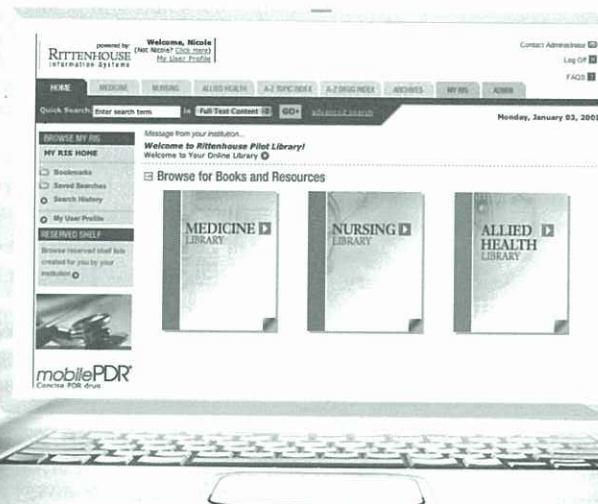 powered by
RITTENHOUSE
Information Systems
Welcome, Nicole
(Not Nicole? Click Here)
My User Profile
Contact Administrator
Log Off
FAQS
HOME
MEDICINE
NURSING
ALLIED HEALTH
A-Z TOPIC INDEX
A-Z DRUG INDEX
ARCHIVES
MY RIS
ADMIN
Quick Search: Enter search term in Full Text Content GO advanced search
Monday, January 03,
BROWSE MY RIS
MY RIS HOME
Bookmarks
Saved Searches
Search History
My User Profile
RESERVED SHELF
Browse reserved shelf lists
created for you by your
institution
mobilePDR
Concise PDR drug
Message from your institution...
Welcome to Rittenhouse Pilot Library!
Welcome to Your Online Library
Browse for Books and Resources
MEDICINE
LIBRARY
NURSING
LIBRARY
ALLIED
HEALTH
LIBRARY